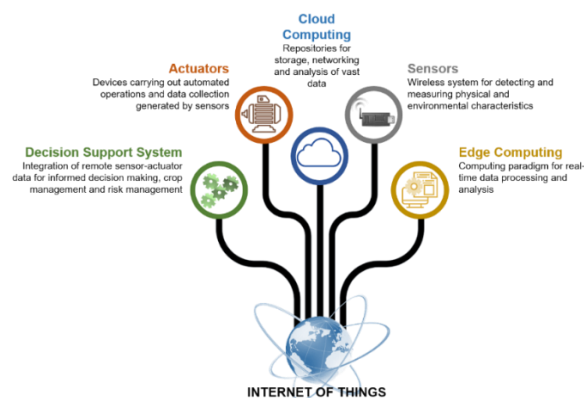 Cloud
Computing
Repositories for
storage, networking
and analysis of vast
data
Actuators
Devices carrying out automated
operations and data collection
generated by sensors
Sensors
Wireless system for detecting and
measuring physical and
environmental characteristics
Decision Support System
Integration of remote sensor-actuator
data for informed decision making, crop
management and risk management
Edge Computing
Computing paradigm for real-
time data processing and
analysis
INTERNET OF THINGS